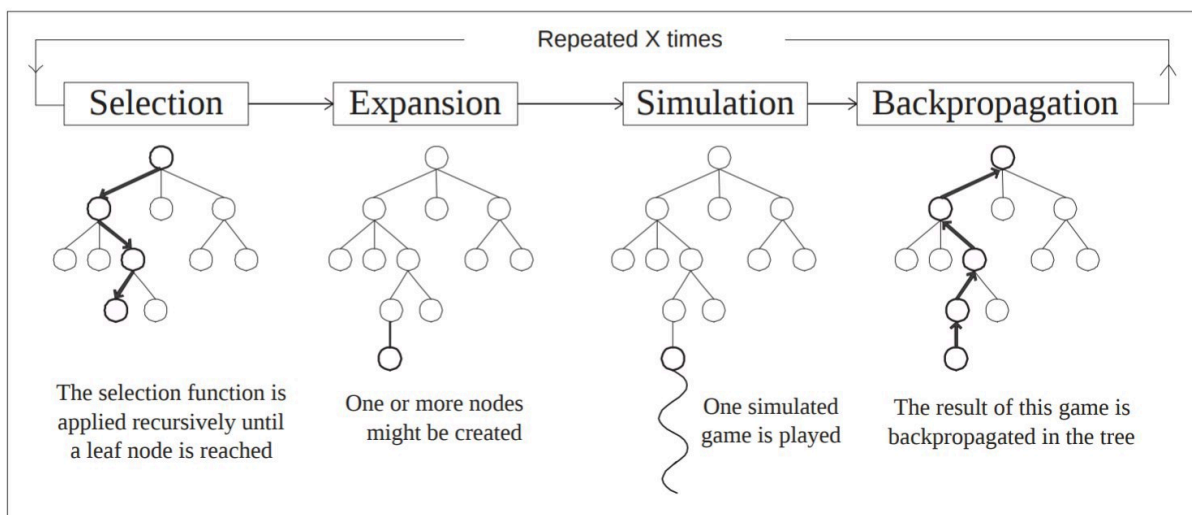 Repeated X times
Selection
Expansion
Simulation
Backpropagation
The selection function is
applied recursively until
a leaf node is reached
One or more nodes
might be created
One simulated
game is played
The result of this game is
backpropagated in the tree